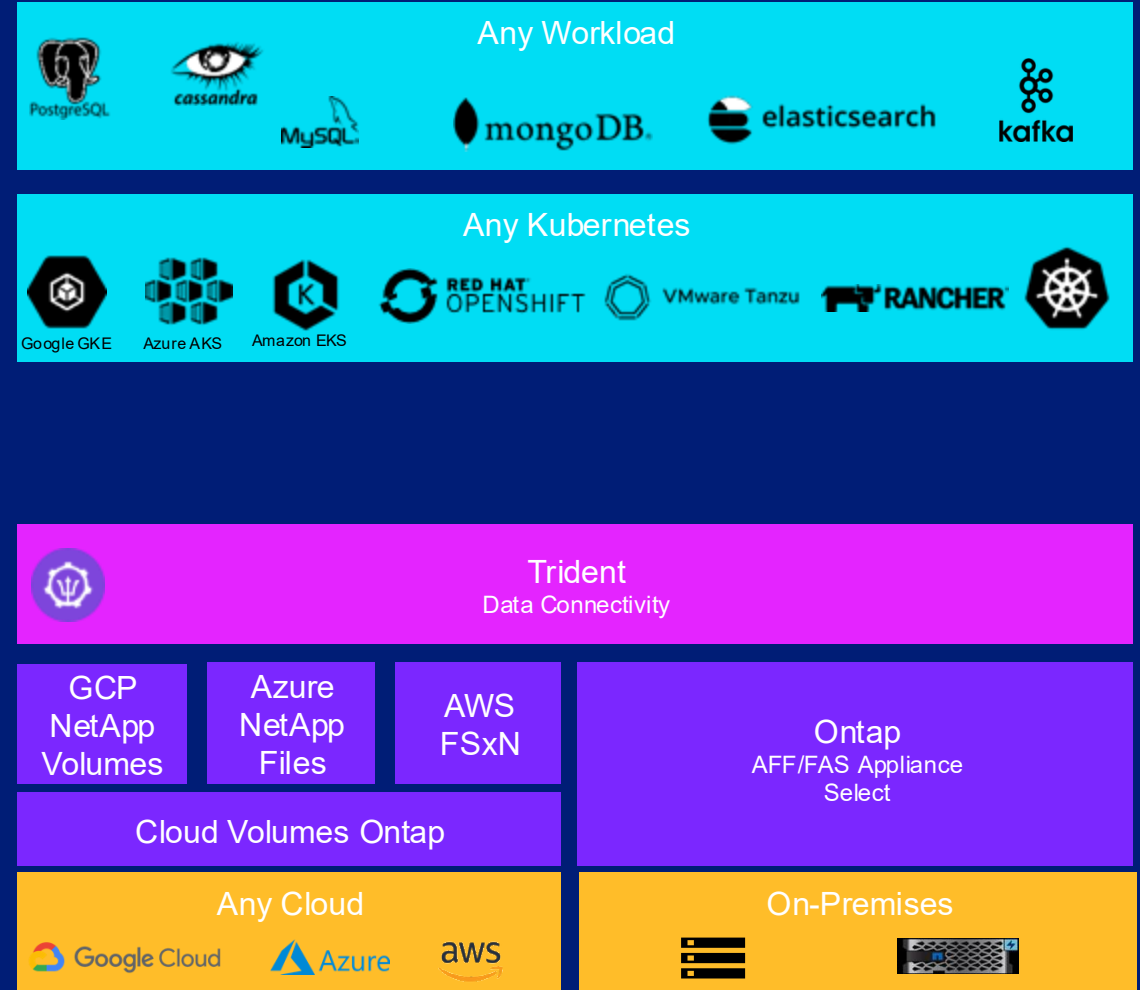 Any Workload
PostgreSQL
cassandra
MySQL
mongoDB.
elasticsearch
kafka
Any Kubernetes
Google GKE
Azure AKS
K
Amazon EKS
RED HAT
OPENSHIFT
VMware Tanzu
RANCHER
Trident
Data Connectivity
GCP
NetApp
Volumes
Azure
NetApp
Files
AWS
FSxN
Ontap
AFF/FAS Appliance
Select
Cloud Volumes Ontap
Any Cloud
Google Cloud
Azure
aws
On-Premises